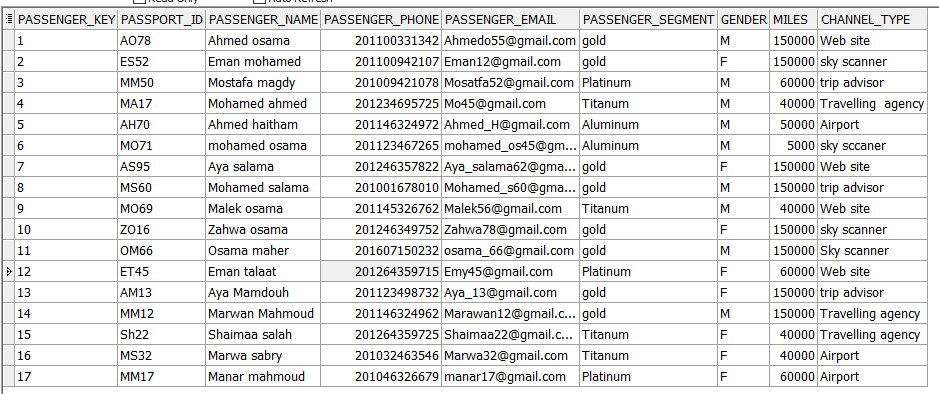 Read Only Auto Refresh
PASSENGER_KEY PASSPORT_ID PASSENGER_NAME PASSENGER_PHONE PASSENGER_EMAIL PASSENGER_SEGMENT GENDER MILES CHANNEL_TYPE
1 AO78 Ahmed osama 201100331342 Ahmedo55@gmail.com gold M 150000 Web site
2 ES52 Eman mohamed 201100942107 Eman12@gmail.com gold F 150000 sky scanner
3 MM50 Mostafa magdy 201009421078 Mosatfa52@gmail.com Platinum M 60000 trip advisor
4 MA17 Mohamed ahmed 201234695725 Mo45@gmail.com Titanum M 40000 Travelling agency
5 AH70 Ahmed haitham 201146324972 Ahmed_H@gmail.com Aluminum M 50000 Airport
6 MO71 mohamed osama 201123467265 mohamed_os45@gm... Aluminum M 5000 sky sccaner
7 AS95 Aya salama 201246357822 Aya_salama62@gma... gold F 150000 Web site
8 MS60 Mohamed salama 201001678010 Mohamed_s60@gma... gold M 150000 trip advisor
9 MO69 Malek osama 201145326762 Malek56@gmail.com Titanum M 40000 Web site
10 ZO16 Zahwa osama 201246349752 Zahwa78@gmail.com gold F 150000 sky scanner
11 OM66 Osama maher 201607150232 osama_66@gmail.com gold M 150000 Sky scanner
12 ET45 Eman talaat 201264359715 Emy45@gmail.com Platinum F 60000 Web site
13 AM13 Aya Mamdouh 201123498732 Aya_13@gmail.com gold F 150000 trip advisor
14 MM12 Marwan Mahmoud 201146324962 Marawan12@gmail.c... gold M 150000 Travelling agency
15 Sh22 Shaimaa salah 201264359725 Shaimaa22@gmail.c... Titanum F 40000 Travelling agency
16 MS32 Marwa sabry 201032463546 Marwa32@gmail.com Titanum F 40000 Airport
17 MM17 Manar mahmoud 201046326679 manar17@gmail.com Platinum F 60000 Airport